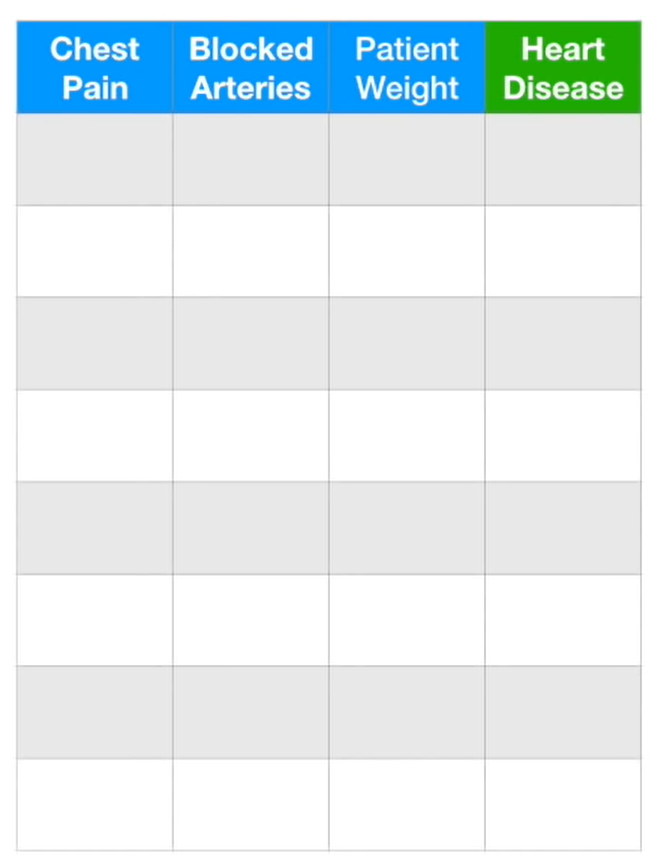 Chest Pain
Blocked Arteries
Patient Weight
Heart Disease